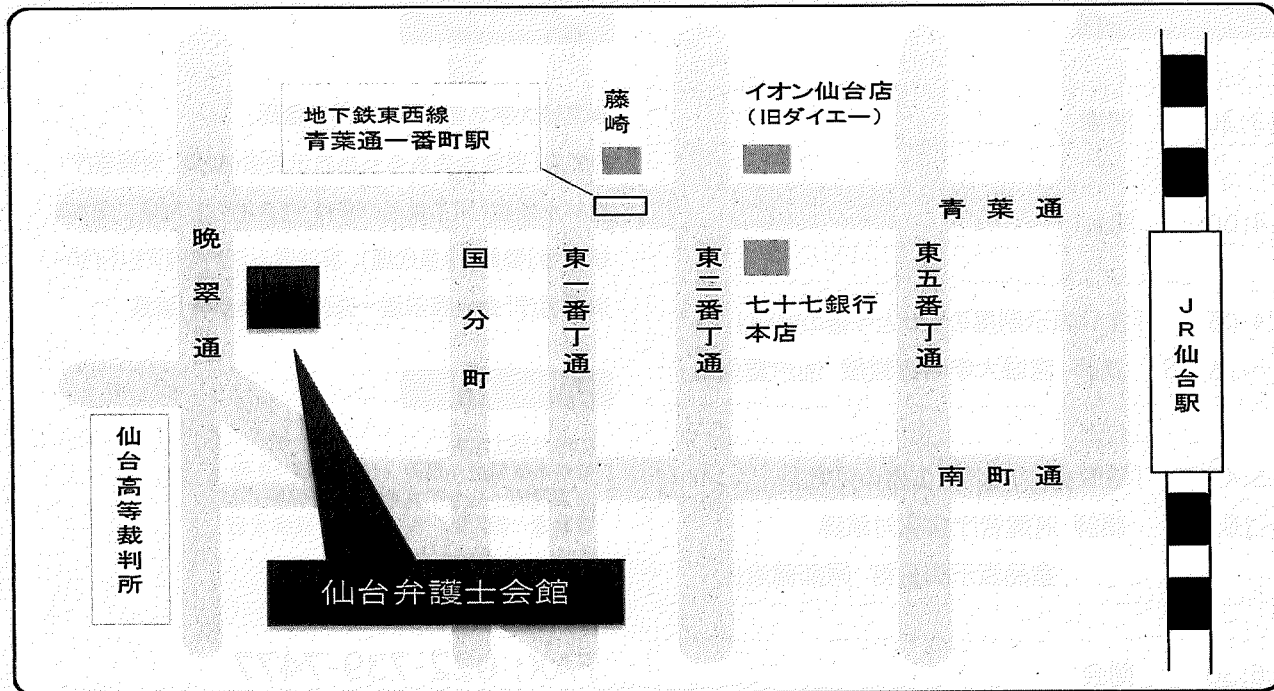 地下鉄東西線
青葉通一番町駅
藤崎
イオン仙台店
（旧ダイエー）
青葉通
晩翠通
国分町
東一番丁通
東二番丁通
七十七銀行
本店
東五番丁通
JR仙台駅
仙台高等裁判所
南町通
仙台弁護士会館